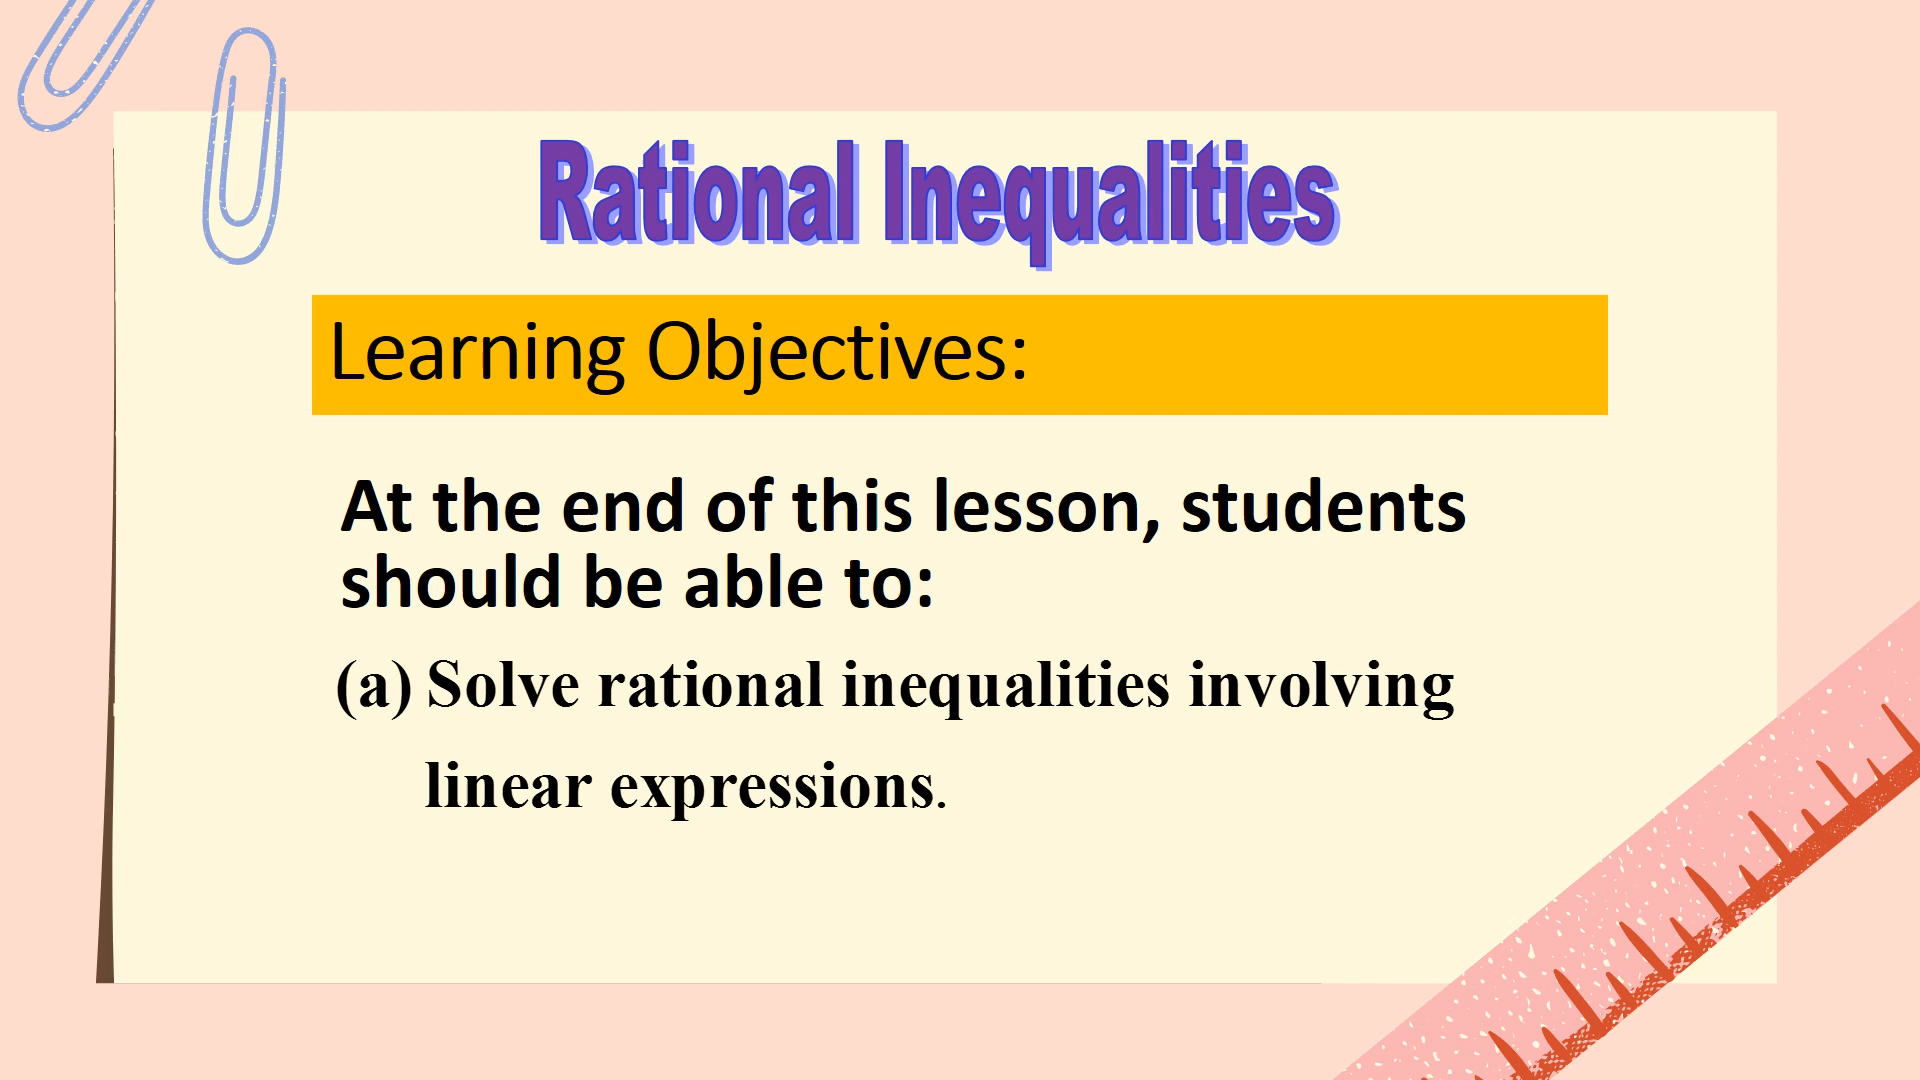 Rational Inequalities
Learning Objectives:
At the end of this lesson, students
should be able to:
(a) Solve rational inequalities involving
linear expressions.